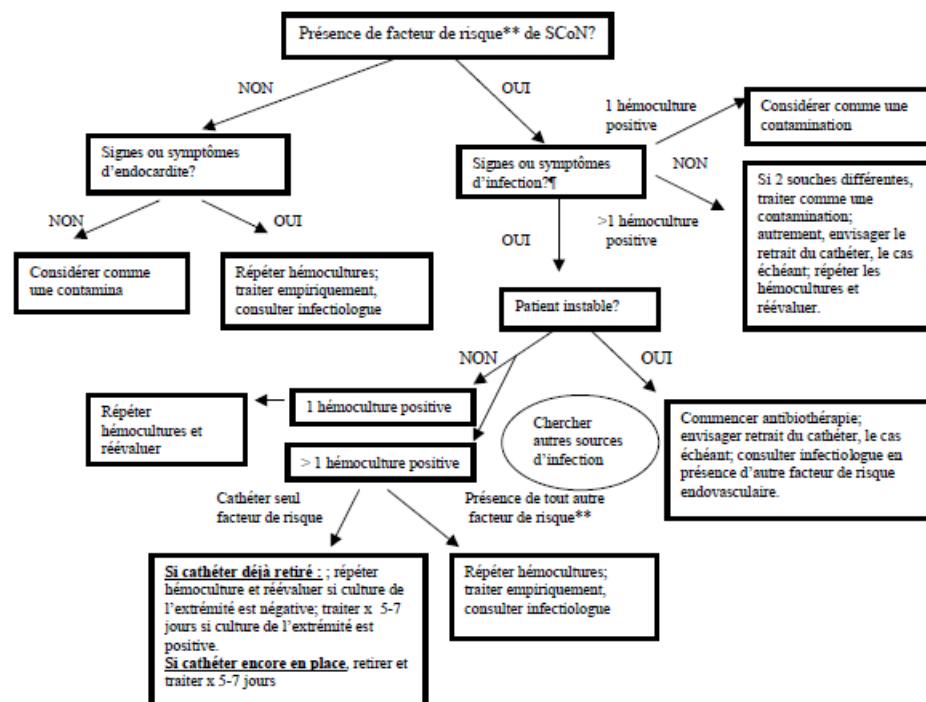 Présence de facteur de risque** de SCoN?
NON
OUI
1 hémoculture
positive
Considérer comme une
contamination
Signes ou symptômes
d'endocardite?
Signes ou symptômes
d'infection?¶
NON
Si 2 souches différentes,
traiter comme une
contamination;
autrement, envisager le
retrait du cathéter, le cas
échéant; répéter les
hémocultures et
réévaluer.
NON
OUI
OUI
>1 hémoculture
positive
Considérer comme
une contamina
Répéter hémocultures;
traiter empiriquement,
consulter infectiologue
Patient instable?
NON
OUI
Répéter
hémocultures et
réévaluer
1 hémoculture positive
> 1 hémoculture positive
Chercher
autres sources
d'infection
Commencer antibiothérapie;
envisager retrait du cathéter, le cas
échéant; consulter infectiologue en
présence d'autre facteur de risque
endovasculaire.
Cathéter seul
facteur de risque
Présence de tout autre
facteur de risque**
Si cathéter déjà retiré : ; répéter
hémoculture et réévaluer si culture de
l'extrémité est négative; traiter x 5-7
jours si culture de l'extrémité est
positive.
Si cathéter encore en place, retirer et
traiter x 5-7 jours
Répéter hémocultures;
traiter empiriquement,
consulter infectiologue